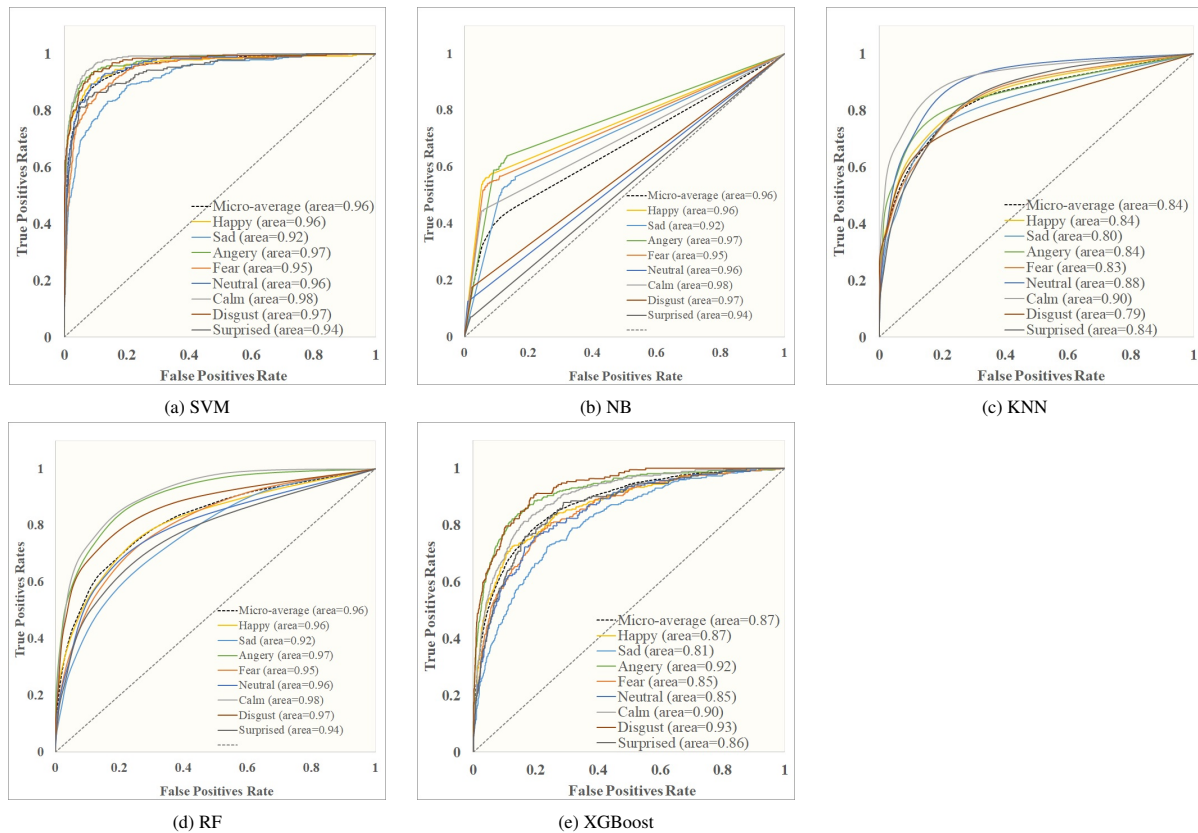 True Positives Rates
1
0.8
0.6
0.4
0.2
0
Micro-average (area=0.96)
Happy (area=0.96)
Sad (area=0.92)
Angery (area=0.97)
Fear (area=0.95)
Neutral (area=0.96)
Calm (area=0.98)
Disgust (area=0.97)
Surprised (area=0.94)
0 0.2 0.4 0.6 0.8 1
False Positives Rate
(a) SVM
True Positives Rates
1
0.8
0.6
0.4
0.2
0
Micro-average (area=0.96)
Happy (area=0.96)
Sad (area=0.92)
Angery (area=0.97)
Fear (area=0.95)
Neutral (area=0.96)
Calm (area=0.98)
Disgust (area=0.97)
Surprised (area=0.94)
0 0.2 0.4 0.6 0.8 1
False Positives Rate
(b) NB
True Positives Rates
1
0.8
0.6
0.4
0.2
0
Micro-average (area=0.84)
Happy (area=0.84)
Sad (area=0.80)
Angery (area=0.84)
Fear (area=0.83)
Neutral (area=0.88)
Calm (area=0.90)
Disgust (area=0.79)
Surprised (area=0.84)
0 0.2 0.4 0.6 0.8 1
False Positives Rate
(c) KNN
True Positives Rates
1
0.8
0.6
0.4
0.2
0
Micro-average (area=0.96)
Happy (area=0.96)
Sad (area=0.92)
Angery (area=0.97)
Fear (area=0.95)
Neutral (area=0.96)
Calm (area=0.98)
Disgust (area=0.97)
Surprised (area=0.94)
0 0.2 0.4 0.6 0.8 1
False Positives Rate
(d) RF
True Positives Rates
1
0.8
0.6
0.4
0.2
0
Micro-average (area=0.87)
Happy (area=0.87)
Sad (area=0.81)
Angery (area=0.92)
Fear (area=0.85)
Neutral (area=0.85)
Calm (area=0.90)
Disgust (area=0.93)
Surprised (area=0.86)
0 0.2 0.4 0.6 0.8 1
False Positives Rate
(e) XGBoost